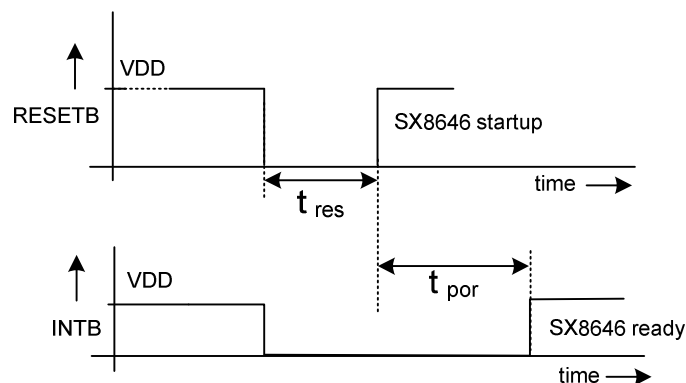 VDD
RESETB
SX8646 startup
time
t res
VDD
t por
INTB
SX8646 ready
time